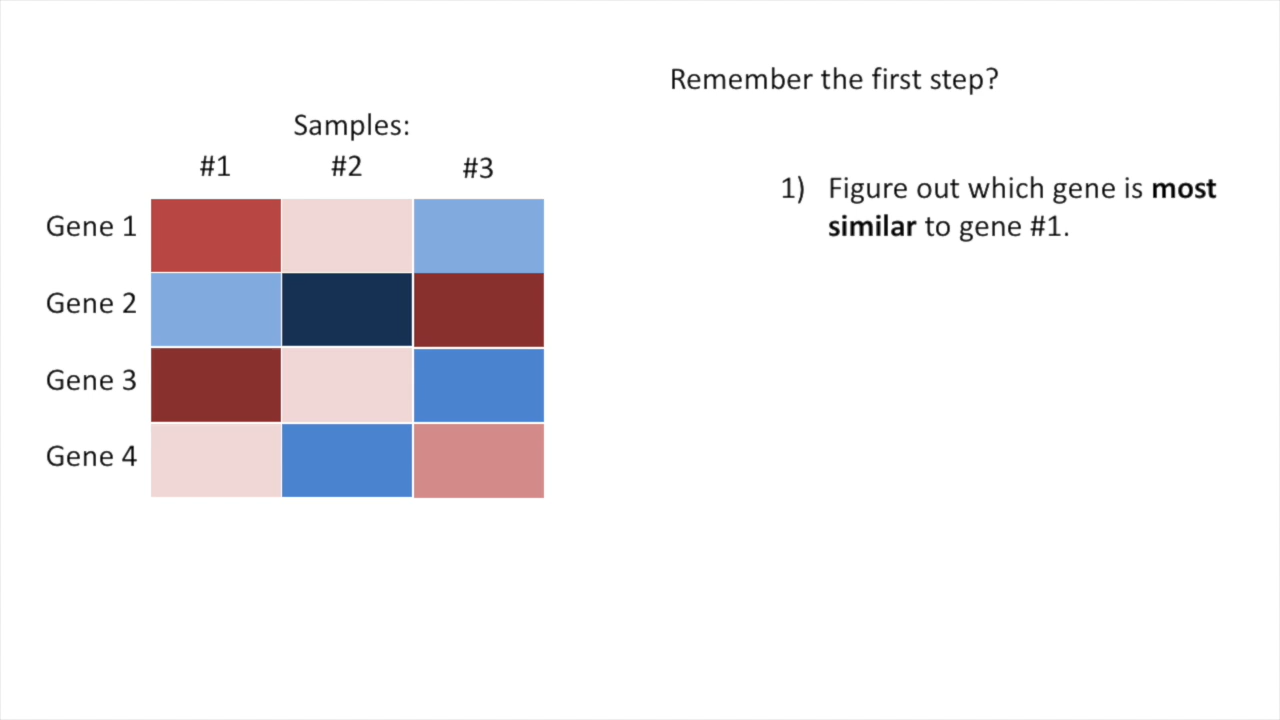 Remember the first step?
Samples:
#1 #2 #3
Gene 1
Gene 2
Gene 3
Gene 4
1) Figure out which gene is most
similar to gene #1.